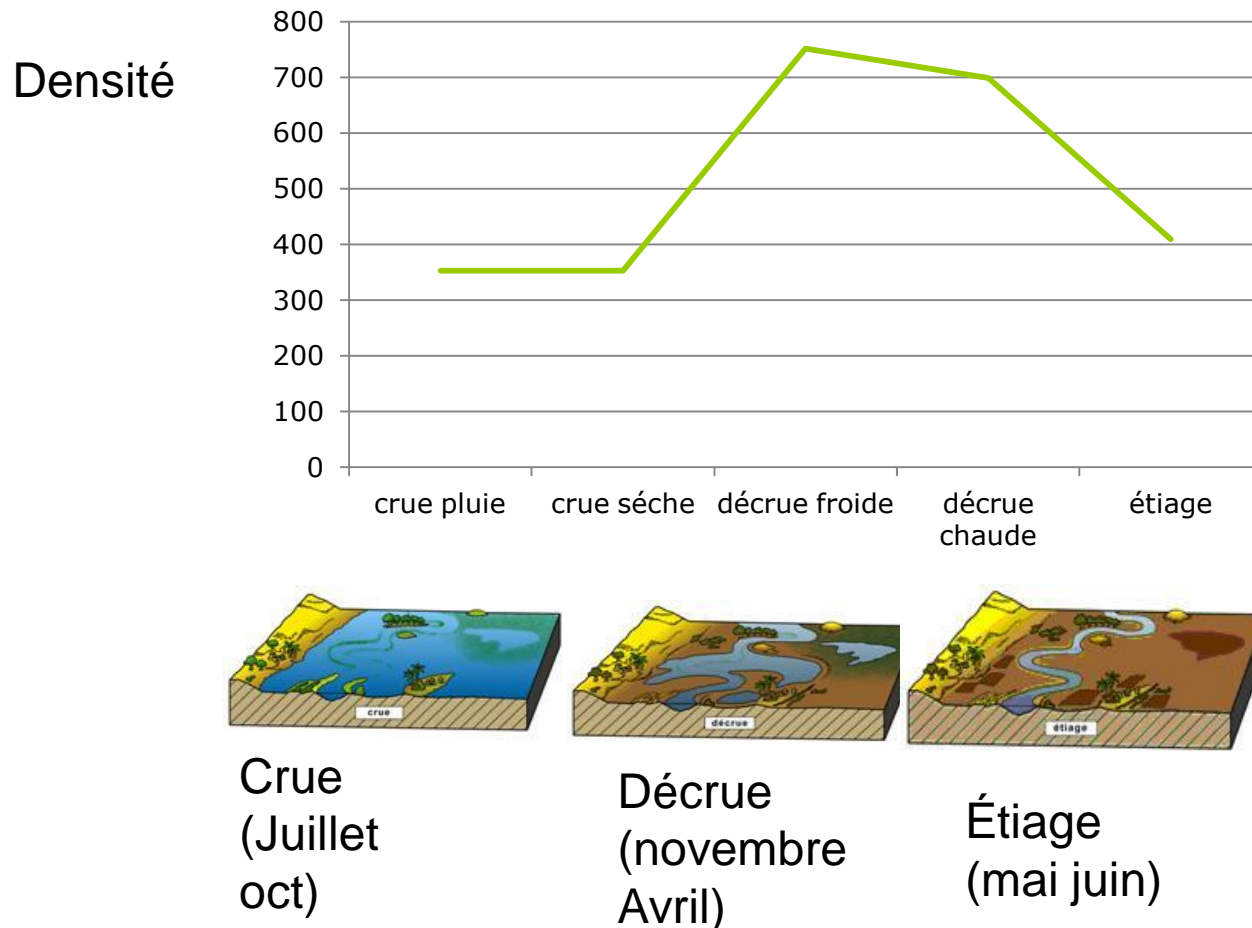 Densité
800
700
600
500
400
300
200
100
0
crue pluie
crue séche
décrue froide
décrue
chaude
étiage
crue
décrue
étiage
Crue
(Juillet
oct)
Décrue
(novembre
Avril)
Étiage
(mai juin)